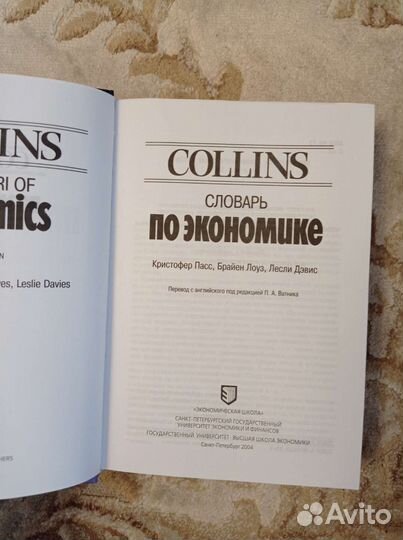 INS
RI OF
mics
N
es, Leslie Davies
HERS
COLLINS
СЛОВАРЬ
ПО ЭКОНОМИКЕ
Кристофер Пасс, Брайен Лоуз, Лесли Дэвис
Перевод с английского под редакцией П. А. Ватника
«ЭКОНОМИЧЕСКАЯ ШКОЛА»
САНКТ-ПЕТЕРБУРГСКИЙ ГОСУДАРСТВЕННЫЙ
УНИВЕРСИТЕТ ЭКОНОМИКИ И ФИНАНСОВ
ГОСУДАРСТВЕННЫЙ УНИВЕРСИТЕТ · ВЫСШАЯ ШКОЛА ЭКОНОМИКИ
Санкт-Петербург 2004
Avito